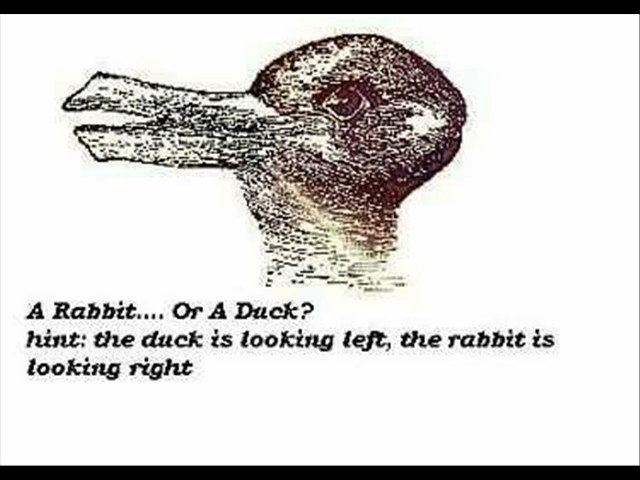 A Rabbit.... Or A Duck?
hint: the duck is looking left, the rabbit is
looking right